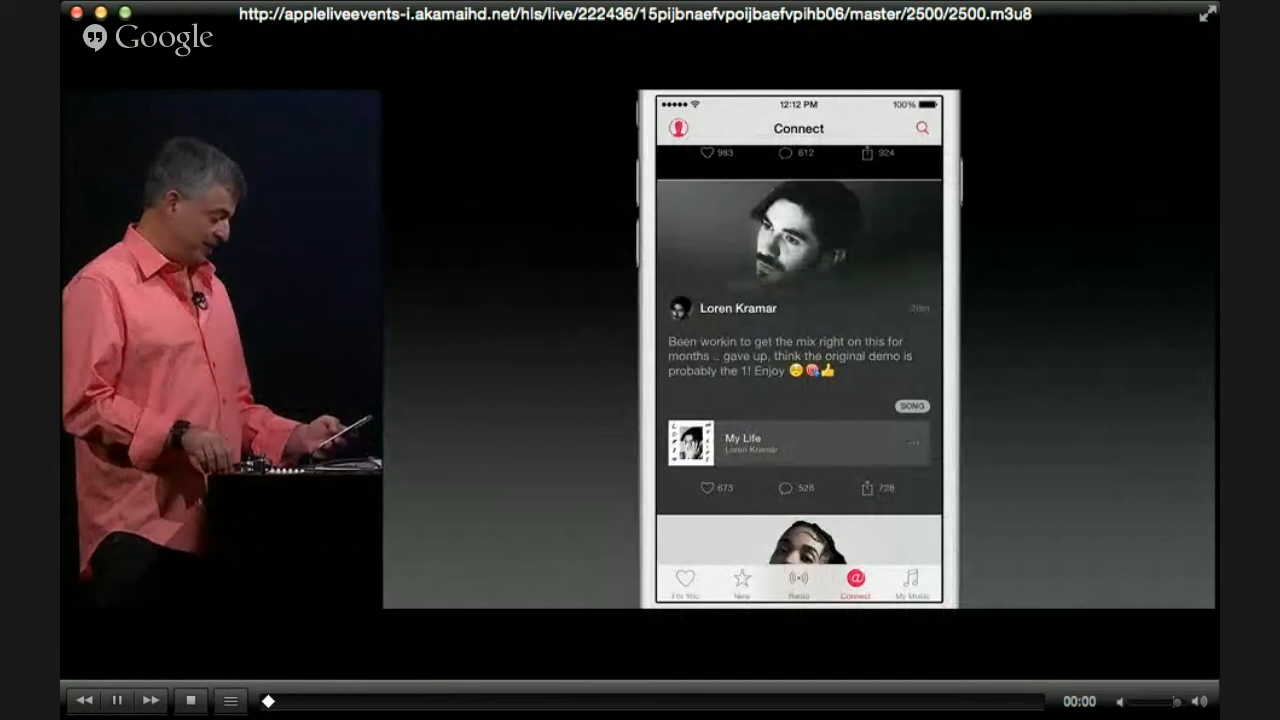 http://appleliveevents-i.akamaihd.net/hls/live/222436/15pijbnaefvpoijbaefvpihb06/master/2500/2500.m3u8
Google
12:12 PM 100%
Connect
983 612 924
Loren Kramar 28m
Been workin to get the mix right on this for
months .. gave up, think the original demo is
probably the 1! Enjoy
SONG
My Life
Loren Kramar
673 528 728
For You New Radio Connect My Music
00:00